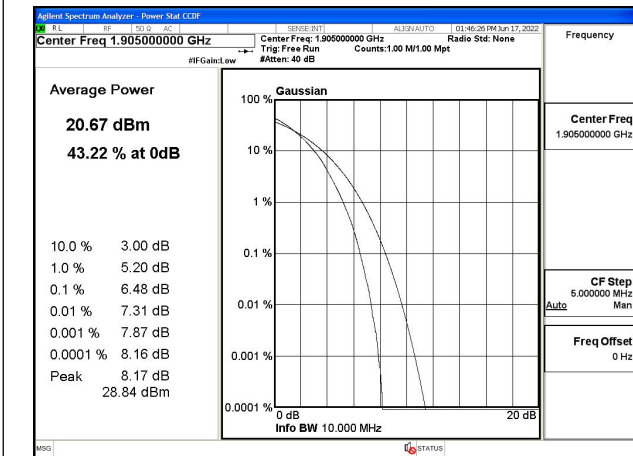 Agilent Spectrum Analyzer - Power Stat CCDF
RL RF 50 Ω AC SENSE:INT ALIGNAUTO 01:46:26 PM Jun 17, 2022
Center Freq 1.905000000 GHz
Center Freq: 1.905000000 GHz Radio Std: None
Trig: Free Run Counts:1.00 M/1.00 Mpt
#IFGain:Low #Atten: 40 dB
Frequency
Average Power
20.67 dBm
43.22 % at 0dB
10.0 % 3.00 dB
1.0 % 5.20 dB
0.1 % 6.48 dB
0.01 % 7.31 dB
0.001 % 7.87 dB
0.0001 % 8.16 dB
Peak 8.17 dB
28.84 dBm
Gaussian
100 %
10 %
1 %
0.1 %
0.01 %
0.001 %
0.0001 %
0 dB 20 dB
Info BW 10.000 MHz
Center Freq
1.905000000 GHz
CF Step
5.000000 MHz
Auto Man
Freq Offset
0 Hz
MSG STATUS